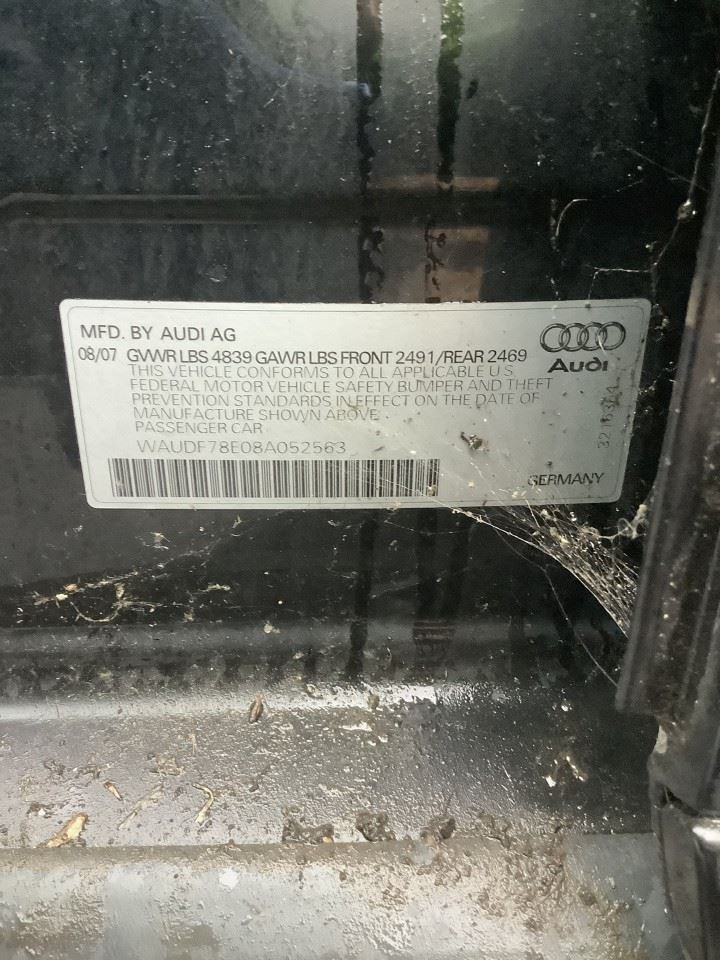 MFD. BY AUDI AG
08/07 GVWR LBS 4839 GAWR LBS FRONT 2491/REAR 2469
THIS VEHICLE CONFORMS TO ALL APPLICABLE U.S.
FEDERAL MOTOR VEHICLE SAFETY BUMPER AND THEFT
PREVENTION STANDARDS IN EFFECT ON THE DATE OF
MANUFACTURE SHOWN ABOVE
PASSENGER CAR
WAUDF78E08A052563
Audi
GERMANY